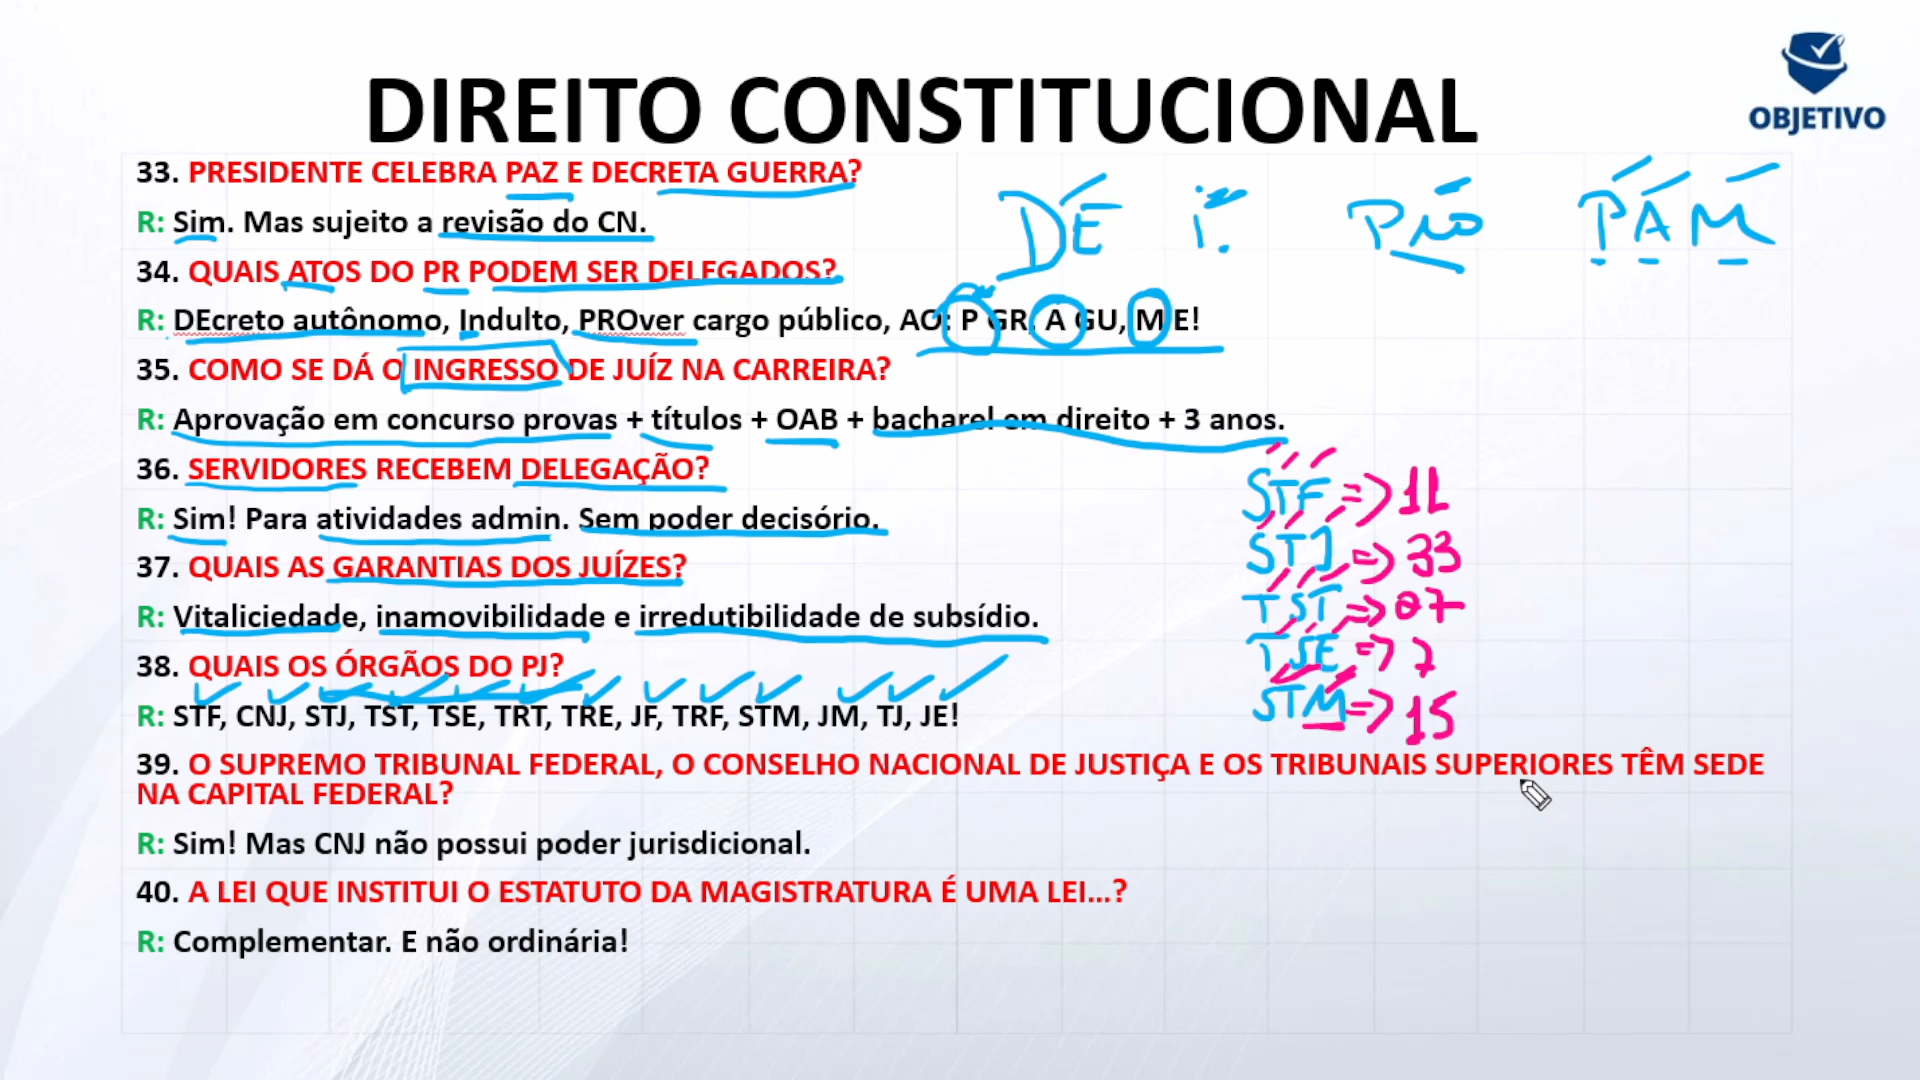 OBJETIVO
DIREITO CONSTITUCIONAL
33. PRESIDENTE CELEBRA PAZ E DECRETA GUERRA?
R: Sim. Mas sujeito a revisão do CN.
DE I. PRO PAM
34. QUAIS ATOS DO PR PODEM SER DELEGADOS?
R: DEcreto autônomo, Indulto, PROver cargo público, AO: P GR, A GU, M E!
35. COMO SE DÁ O INGRESSO DE JUÍZ NA CARREIRA?
R: Aprovação em concurso provas + títulos + OAB + bacharel em direito + 3 anos.
36. SERVIDORES RECEBEM DELEGAÇÃO?
R: Sim! Para atividades admin. Sem poder decisório.
37. QUAIS AS GARANTIAS DOS JUÍZES?
R: Vitaliciedade, inamovibilidade e irredutibilidade de subsídio.
38. QUAIS OS ÓRGÃOS DO PJ?
R: STF, CNJ, STJ, TST, TSE, TRT, TRE, JF, TRF, STM, JM, TJ, JE!
STF => 11
STJ => 33
TST => 27
TSE => 7
STM => 15
39. O SUPREMO TRIBUNAL FEDERAL, O CONSELHO NACIONAL DE JUSTIÇA E OS TRIBUNAIS SUPERIORES TÊM SEDE
NA CAPITAL FEDERAL?
R: Sim! Mas CNJ não possui poder jurisdicional.
40. A LEI QUE INSTITUI O ESTATUTO DA MAGISTRATURA É UMA LEI...?
R: Complementar. E não ordinária!